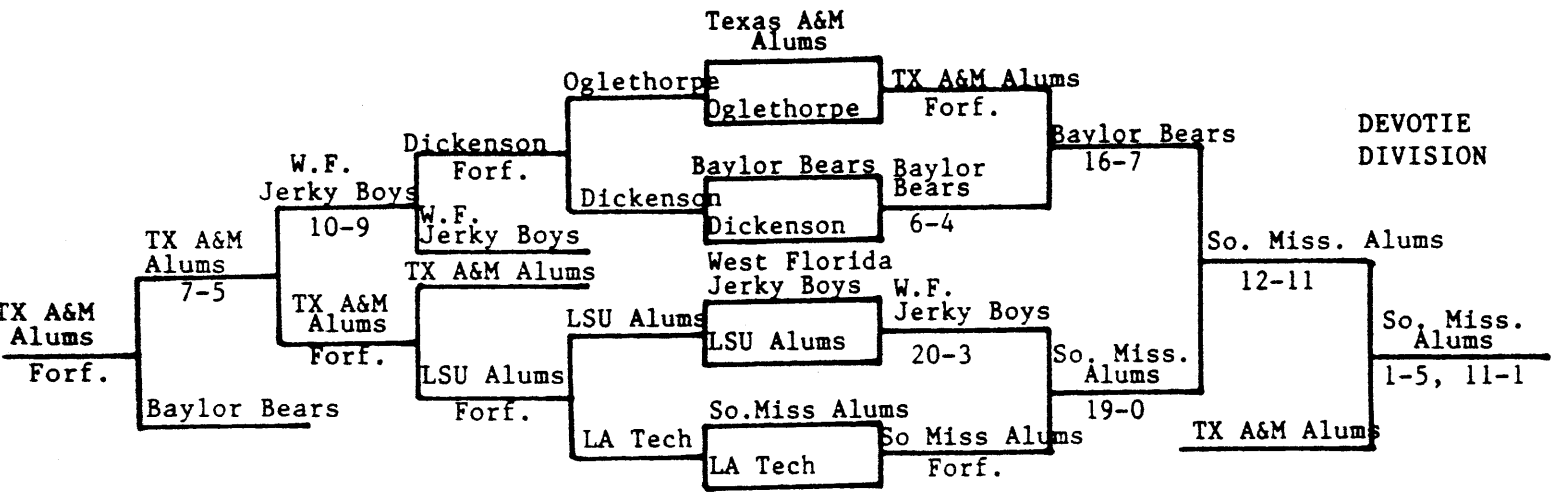 Texas A&M
Alums
Oglethorpe
TX A&M Alums
Oglethorpe
Forf.
DEVOTIE
DIVISION
Dickenson
Baylor Bears
16-7
W.F.
Jerky Boys
Forf.
Baylor Bears
Baylor
Bears
Dickenson
10-9
W.F.
Jerky Boys
Dickenson
6-4
TX A&M
Alums
7-5
So. Miss. Alums
12-11
TX A&M Alums
West Florida
Jerky Boys
W.F.
Jerky Boys
TX A&M
Alums
Forf.
TX A&M
Alums
Forf.
LSU Alums
LSU Alums
20-3
So. Miss.
Alums
1-5, 11-1
LSU Alums
Forf.
So. Miss.
Alums
19-0
Baylor Bears
So.Miss Alums
LA Tech
So Miss Alums
TX A&M Alums
LA Tech
Forf.